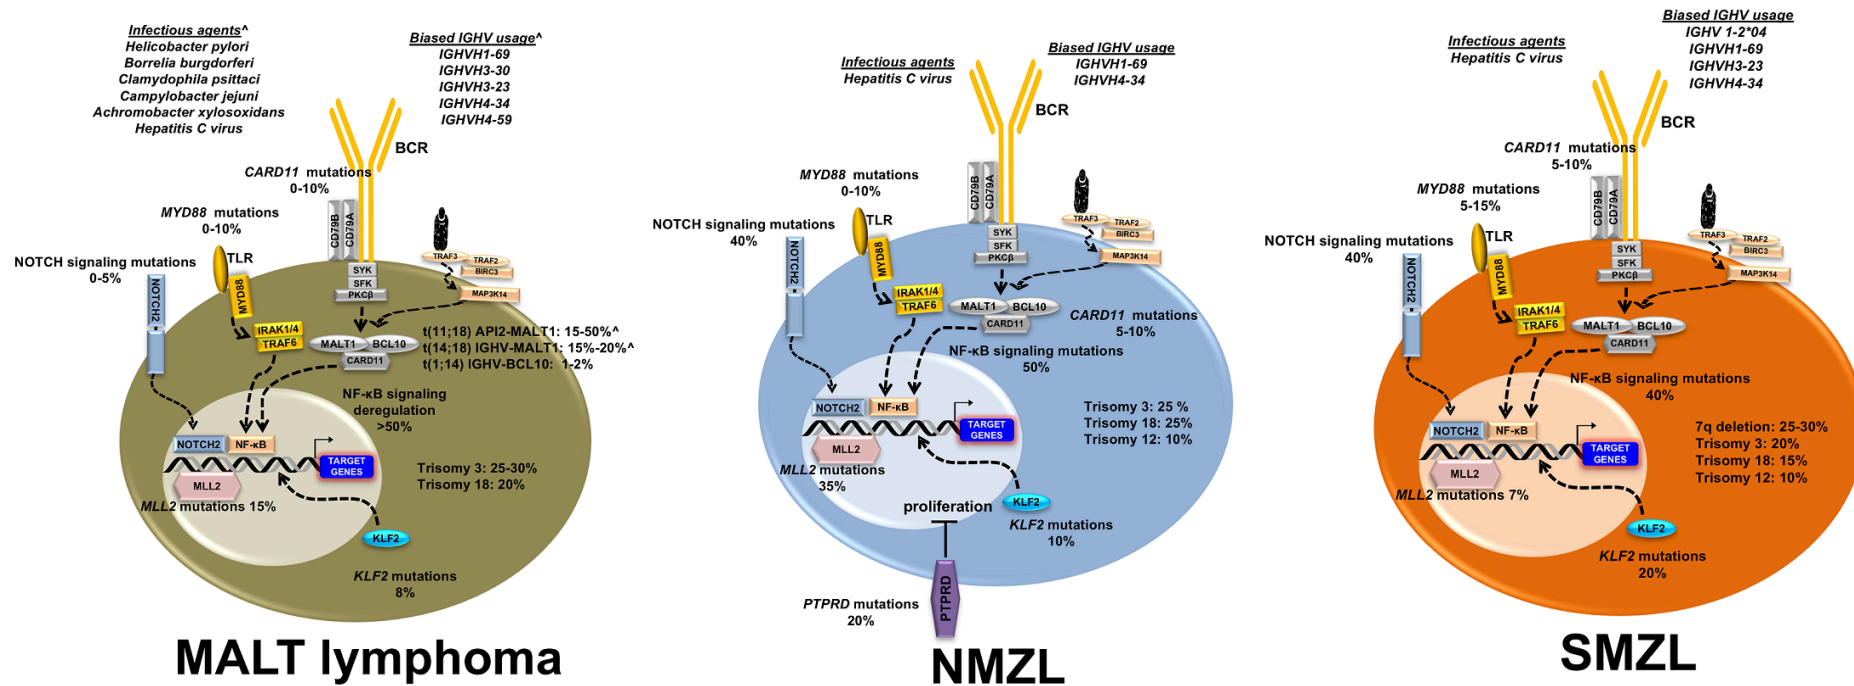 Infectious agents^
Helicobacter pylori
Borrelia burgdorferi
Clamydophila psittaci
Campylobacter jejuni
Achromobacter xylosoxidans
Hepatitis C virus
Biased IGHV usage^
IGHVH1-69
IGHVH3-30
IGHVH3-23
IGHVH4-34
IGHVH4-59
BCR
CARD11 mutations
0-10%
MYD88 mutations
0-10%
TLR
NOTCH signaling mutations
0-5%
NOTCH2
MYD88
IRAK1/4
TRAF6
CD79B
CD79A
SYK
SFK
PKCβ
TRAF3
TRAF2
BIRC3
MAP3K14
MALT1
BCL10
CARD11
t(11;18) API2-MALT1: 15-50%^
t(14;18) IGHV-MALT1: 15%-20%^
t(1;14) IGHV-BCL10: 1-2%
NF-κB signaling
deregulation
>50%
NOTCH2
NF-κB
TARGET
GENES
MLL2
MLL2 mutations 15%
Trisomy 3: 25-30%
Trisomy 18: 20%
KLF2
KLF2 mutations
8%
MALT lymphoma
Infectious agents
Hepatitis C virus
Biased IGHV usage
IGHVH1-69
IGHVH4-34
BCR
MYD88 mutations
0-10%
TLR
NOTCH signaling mutations
40%
NOTCH2
MYD88
IRAK1/4
TRAF6
CD79B
CD79A
SYK
SFK
PKCβ
TRAF3
TRAF2
BIRC3
MAP3K14
MALT1
BCL10
CARD11
CARD11 mutations
5-10%
NF-κB signaling mutations
50%
NOTCH2
NF-κB
TARGET
GENES
MLL2
MLL2 mutations
35%
Trisomy 3: 25 %
Trisomy 18: 25%
Trisomy 12: 10%
proliferation
KLF2
KLF2 mutations
10%
PTPRD
PTPRD mutations
20%
NMZL
Infectious agents
Hepatitis C virus
Biased IGHV usage
IGHV 1-2*04
IGHVH1-69
IGHVH3-23
IGHVH4-34
BCR
CARD11 mutations
5-10%
MYD88 mutations
5-15%
TLR
NOTCH signaling mutations
40%
NOTCH2
MYD88
IRAK1/4
TRAF6
CD79B
CD79A
SYK
SFK
PKCβ
TRAF3
TRAF2
BIRC3
MAP3K14
MALT1
BCL10
CARD11
NF-κB signaling mutations
40%
NOTCH2
NF-κB
TARGET
GENES
MLL2
MLL2 mutations 7%
7q deletion: 25-30%
Trisomy 3: 20%
Trisomy 18: 15%
Trisomy 12: 10%
KLF2
KLF2 mutations
20%
SMZL